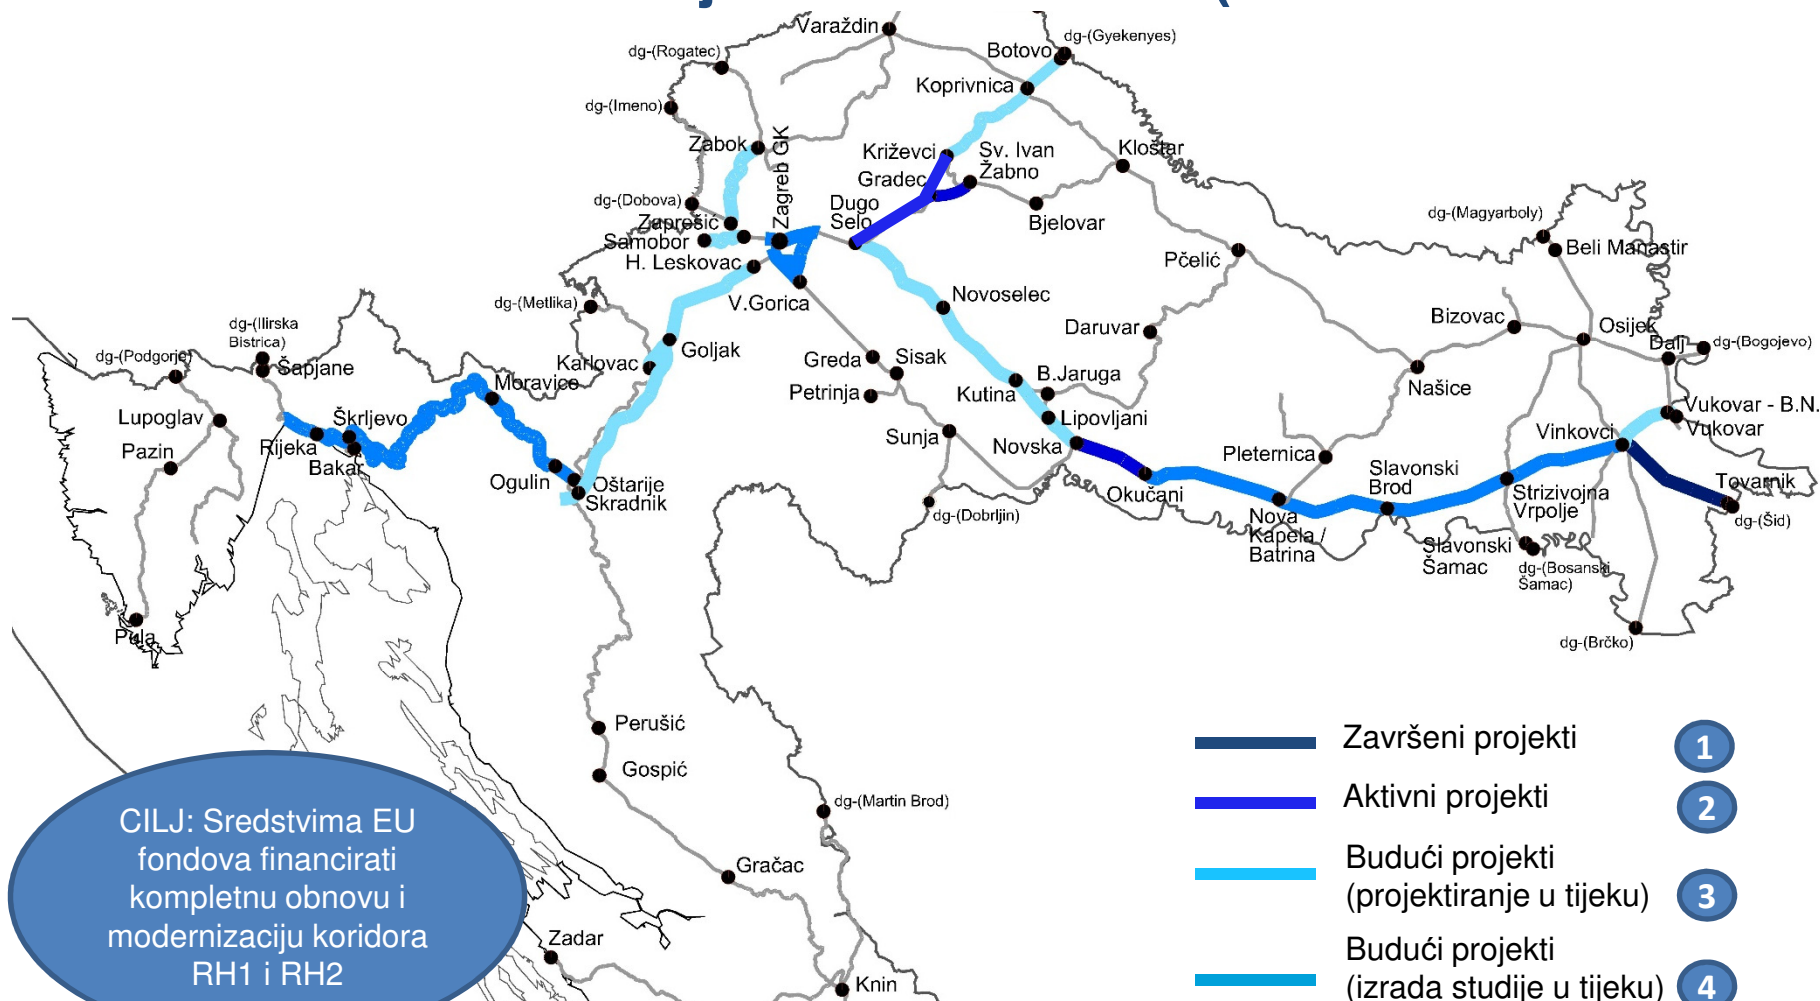 Varaždin
dg-(Rogatec)
Botovo
dg-(Gyekenyes)
Koprivnica
dg-(Imeno)
Zabok
Zagreb GK
Križevci
Sv. Ivan
Žabno
Kloštar
Gradec
dg-(Dobova)
Dugo
Selo
Bjelovar
Zaprešić
Samobor
H. Leskovac
dg-(Magyarboly)
Beli Manastir
Pčelić
V.Gorica
Novoselec
dg-(Metlika)
Daruvar
Bizovac
Osijek
Dalj
dg-(Bogojevo)
dg-(Ilirska
Bistrica)
dg-(Podgorje)
Šapjane
Karlovac
Goljak
Greda
Sisak
B.Jaruga
Našice
Moravice
Petrinja
Kutina
Lipovljani
Vukovar - B.N.
Vukovar
Lupoglav
Škrljevo
Rijeka
Bakar
Sunja
Novska
Vinkovci
Pazin
Pleternica
Ogulin
Oštarije
Skradnik
Okučani
Slavonski
Brod
Strizivojna
Vrpolje
Tovarnik
dg-(Šid)
dg-(Dobrljin)
Nova
Kapela /
Batrina
Slavonski
Šamac
dg-(Bosanski
Šamac)
Pula
dg-(Brčko)
Perušić
Gospić
dg-(Martin Brod)
Gračac
Zadar
Knin
CILJ: Sredstvima EU
fondova financirati
kompletnu obnovu i
modernizaciju koridora
RH1 i RH2
Završeni projekti
1
Aktivni projekti
2
Budući projekti
(projektiranje u tijeku)
3
Budući projekti
(izrada studije u tijeku)
4